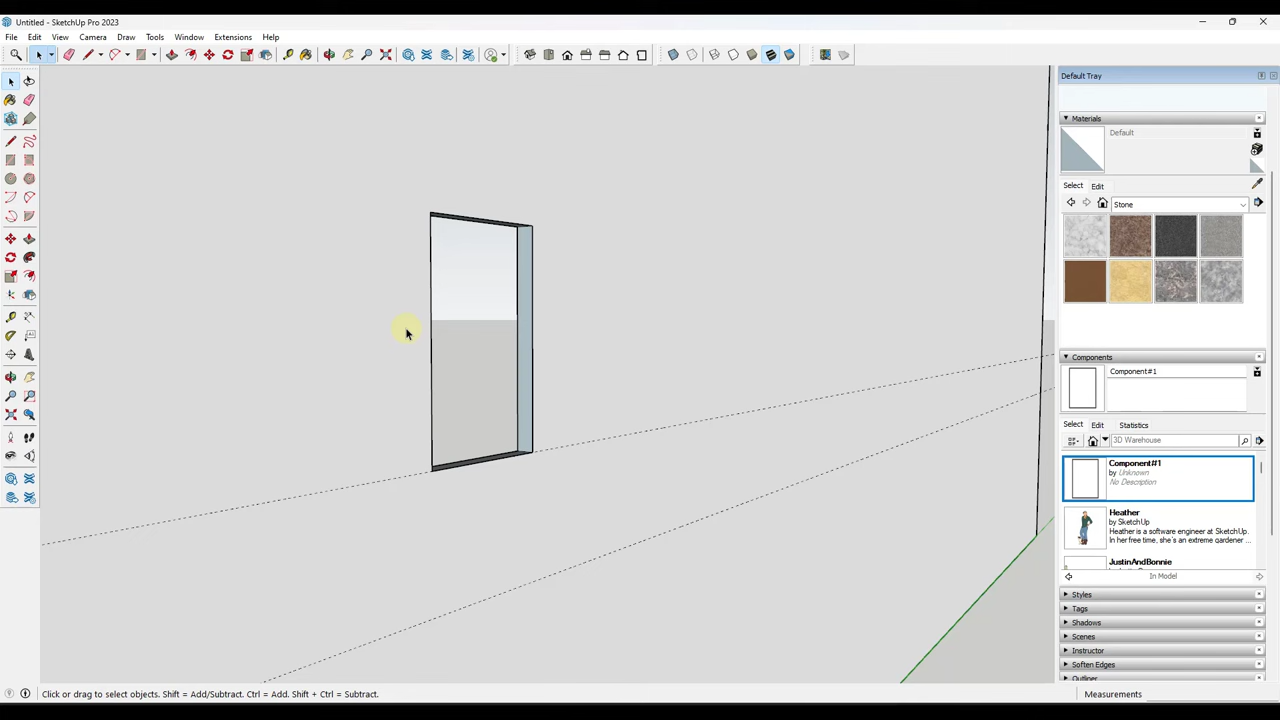 Untitled - SketchUp Pro 2023
File Edit View Camera Draw Tools Window Extensions Help
Default Tray
Materials
Default
Select Edit
Stone
Components
Component#1
Select Edit Statistics
3D Warehouse
Component#1
by Unknown
No Description
Heather
by SketchUp
Heather is a software engineer at SketchUp.
In her free time, she's an extreme gardener ...
JustinAndBonnie
In Model
Styles
Tags
Shadows
Scenes
Instructor
Soften Edges
Outliner
Click or drag to select objects. Shift = Add/Subtract. Ctrl = Add. Shift + Ctrl = Subtract.
Measurements